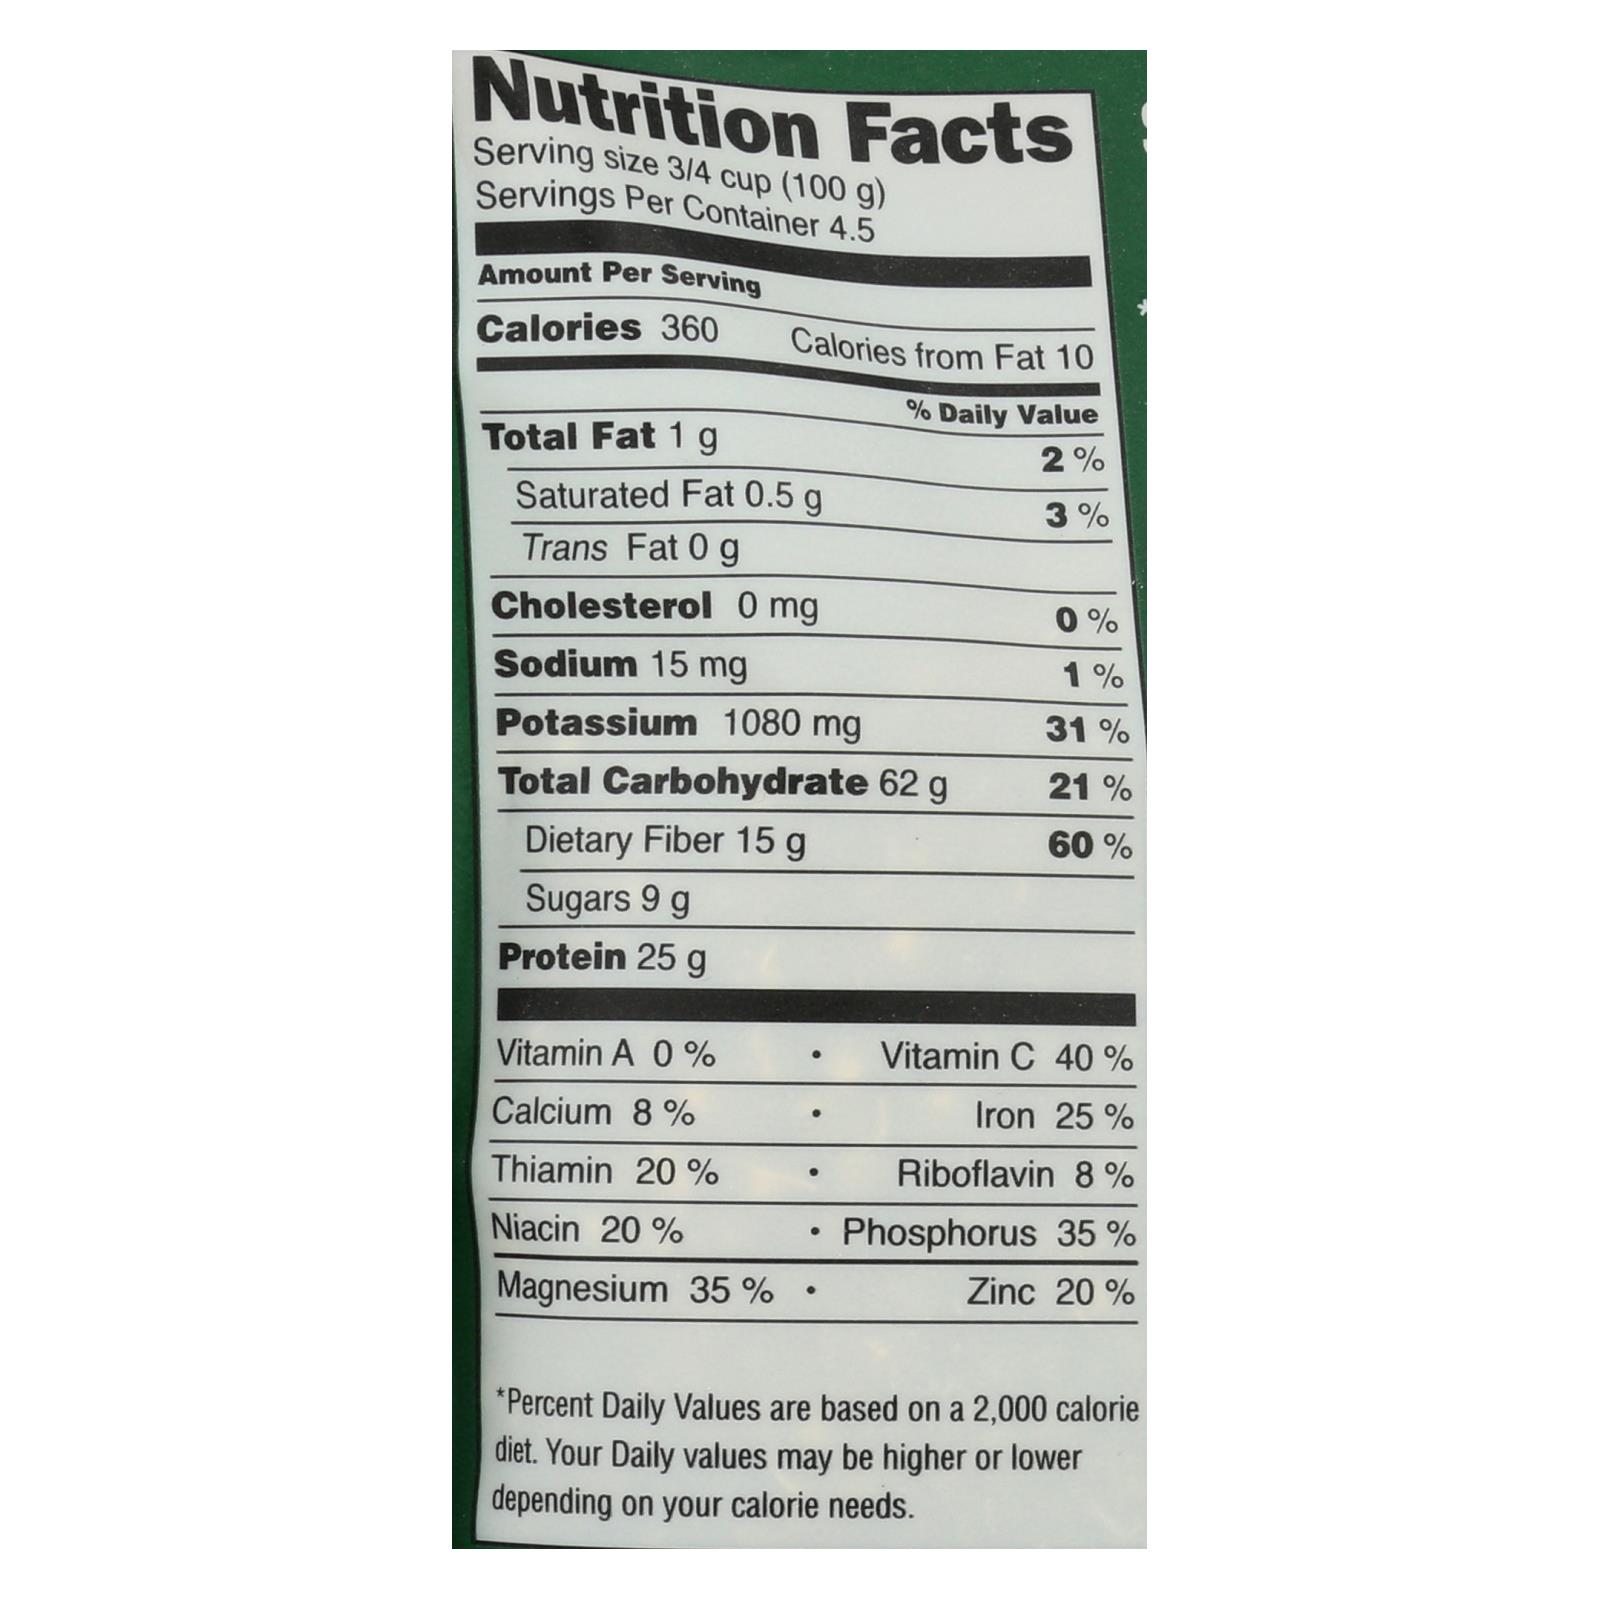 Nutrition Facts
Serving size 3/4 cup (100 g)
Servings Per Container 4.5
Amount Per Serving
Calories 360 Calories from Fat 10
% Daily Value
Total Fat 1 g 2 %
Saturated Fat 0.5 g 3 %
Trans Fat 0 g
Cholesterol 0 mg 0 %
Sodium 15 mg 1 %
Potassium 1080 mg 31 %
Total Carbohydrate 62 g 21 %
Dietary Fiber 15 g 60 %
Sugars 9 g
Protein 25 g
Vitamin A 0 % • Vitamin C 40 %
Calcium 8 % • Iron 25 %
Thiamin 20 % • Riboflavin 8 %
Niacin 20 % • Phosphorus 35 %
Magnesium 35 % • Zinc 20 %
*Percent Daily Values are based on a 2,000 calorie
diet. Your Daily values may be higher or lower
depending on your calorie needs.